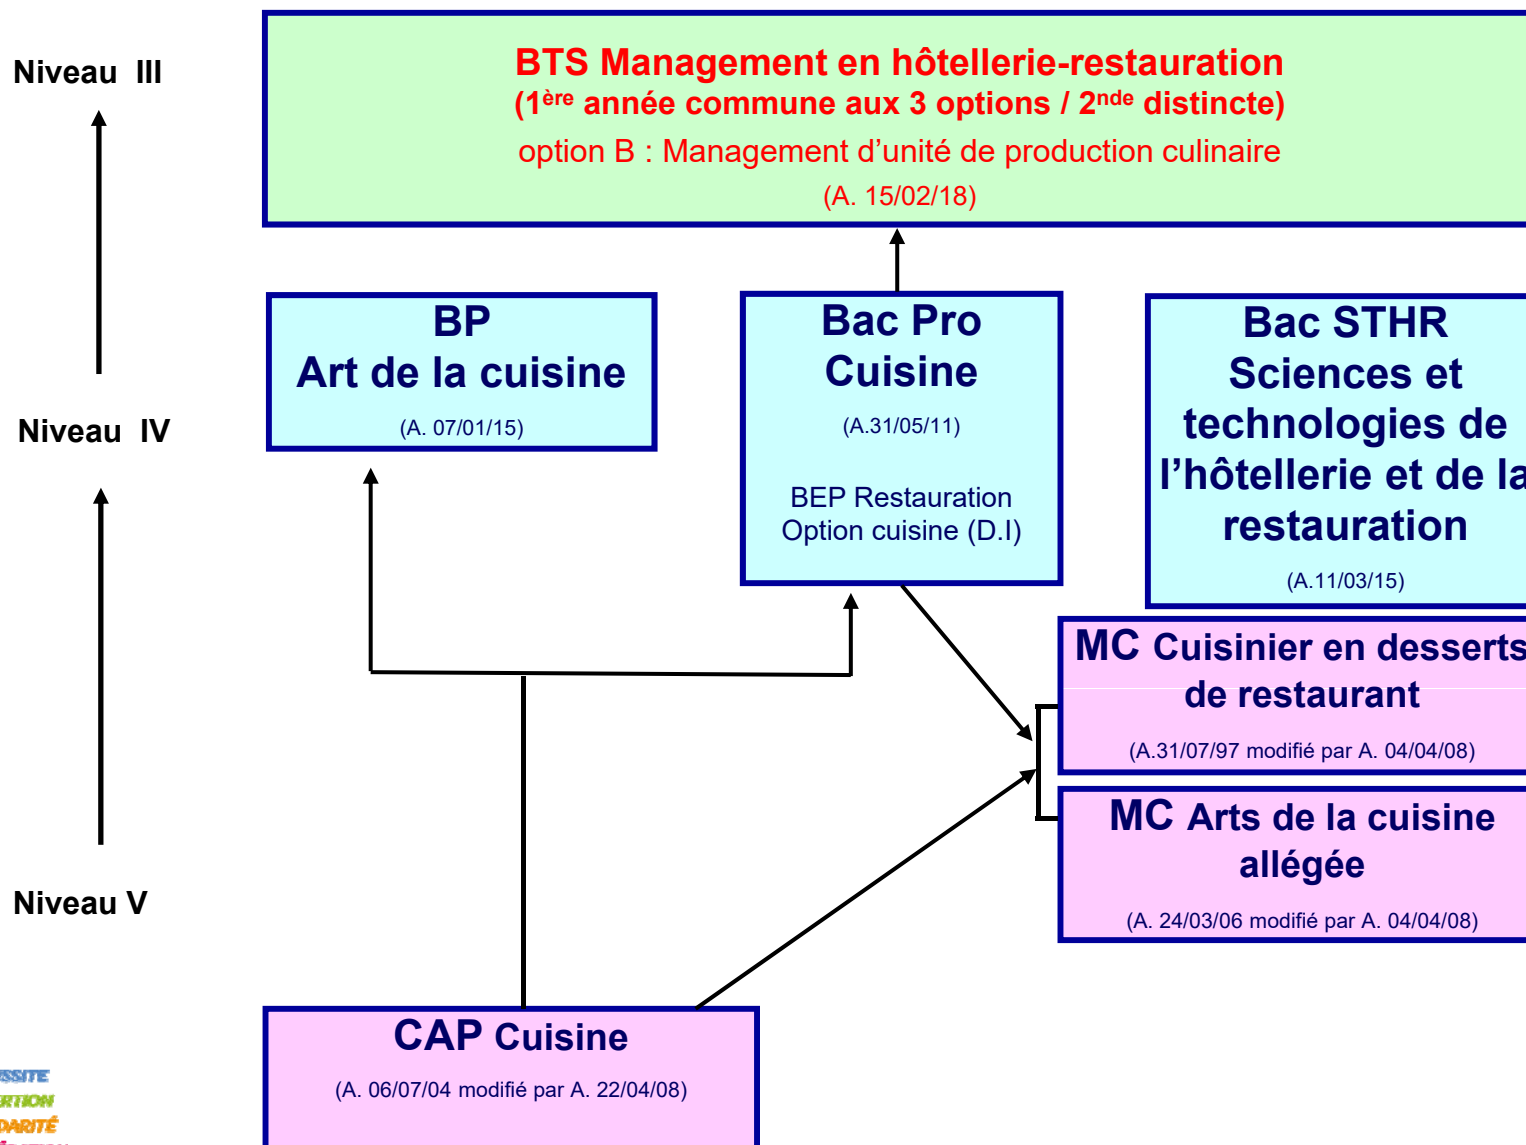 Niveau III
BTS Management en hôtellerie-restauration
(1ère année commune aux 3 options / 2nde distincte)
option B : Management d’unité de production culinaire
(A. 15/02/18)
Niveau IV
BP
Art de la cuisine
(A. 07/01/15)
Bac Pro
Cuisine
(A.31/05/11)
BEP Restauration
Option cuisine (D.I)
Bac STHR
Sciences et
technologies de
l’hôtellerie et de la
restauration
(A.11/03/15)
MC Cuisinier en desserts
de restaurant
(A.31/07/97 modifié par A. 04/04/08)
MC Arts de la cuisine
allégée
(A. 24/03/06 modifié par A. 04/04/08)
Niveau V
CAP Cuisine
(A. 06/07/04 modifié par A. 22/04/08)